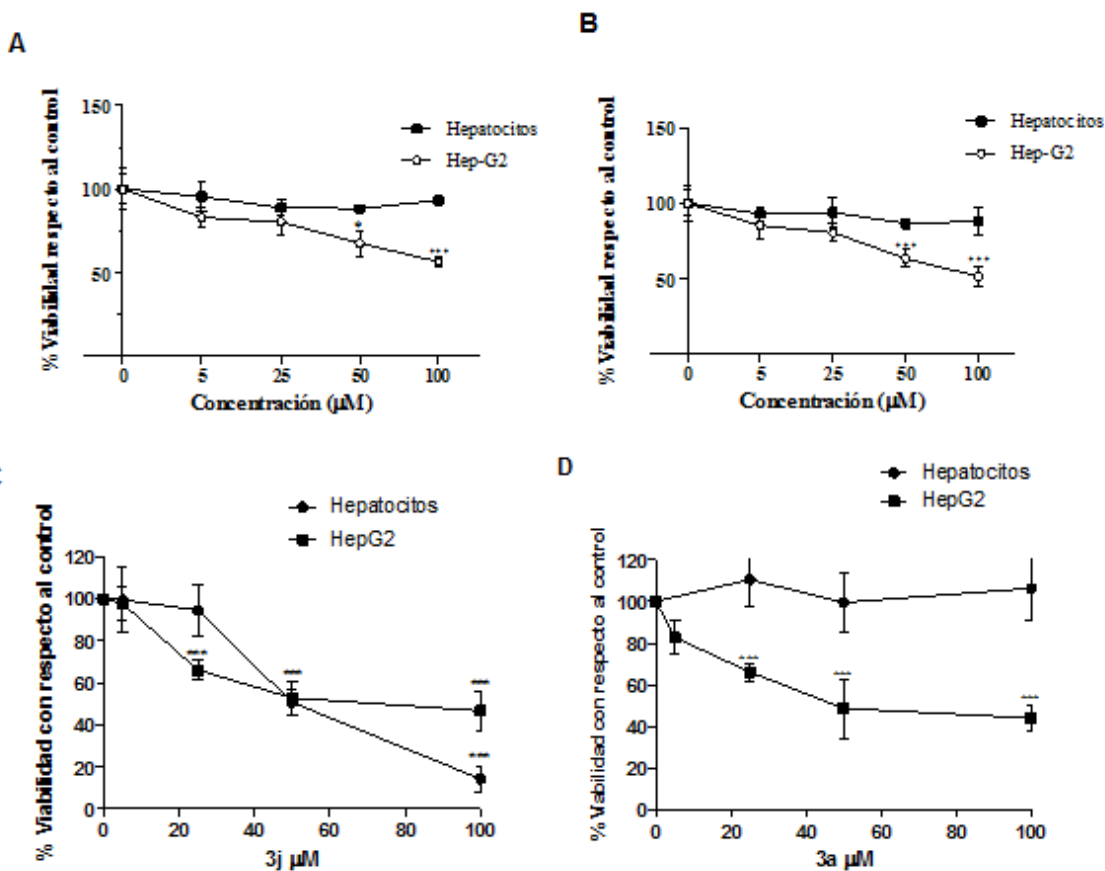 A
% Viabilidad respecto al control
150
100
50
Hepatocitos
Hep-G2
*
***
0 5 25 50 100
Concentración (µM)
B
% Viabilidad respecto al control
150
100
50
Hepatocitos
Hep-G2
***
***
0 5 25 50 100
Concentración (µM)
% Viabilidad con respecto al control
Hepatocitos
HepG2
120
100
80
60
40
20
0
***
***
***
***
0 20 40 60 80 100
3j µM
D
% Viabilidad con respecto al control
Hepatocitos
HepG2
120
100
80
60
40
20
0
***
***
***
0 20 40 60 80 100
3a µM